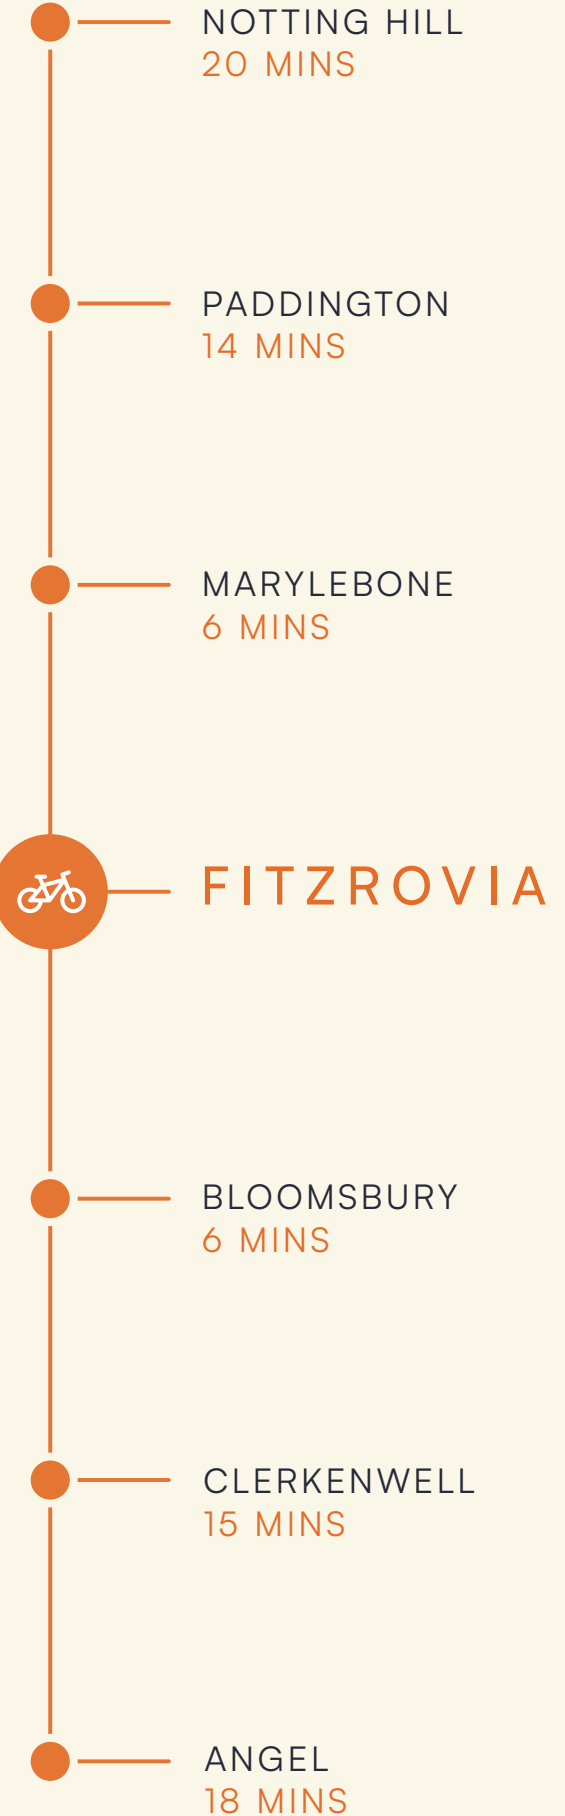 NOTTING HILL
20 MINS
PADDINGTON
14 MINS
MARYLEBONE
6 MINS
FITZROVIA
BLOOMSBURY
6 MINS
CLERKENWELL
15 MINS
ANGEL
18 MINS